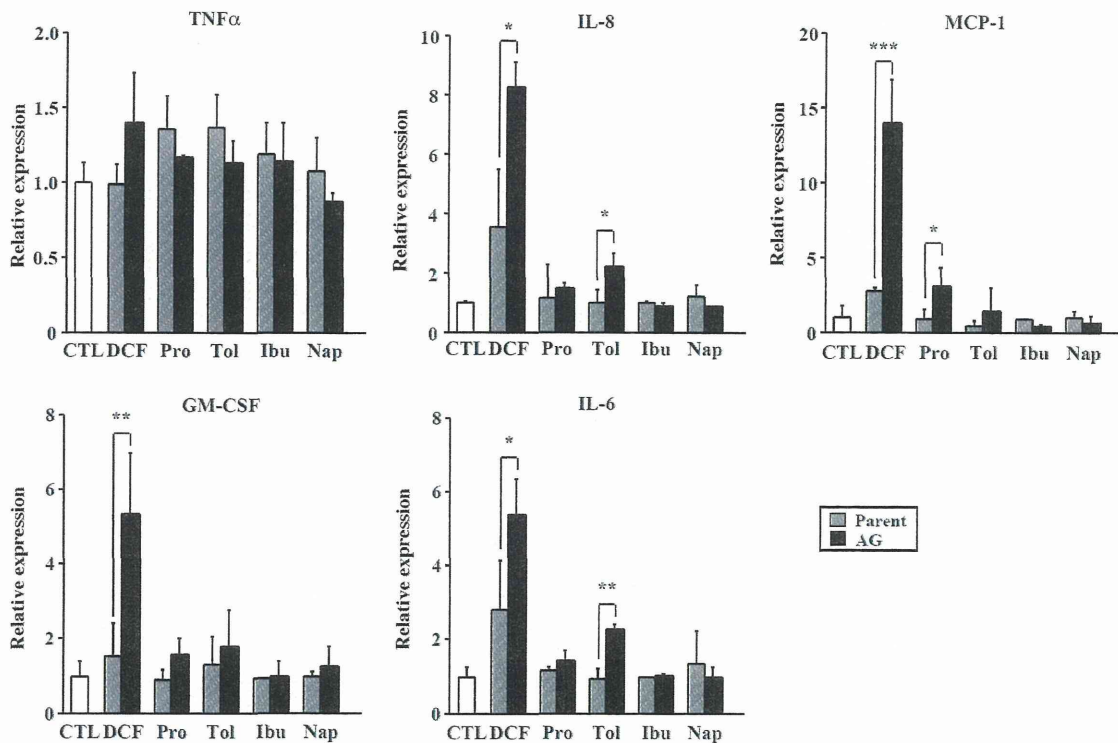 TNFα
2.0
1.5
1.0
0.5
0
Relative expression
CTL DCF Pro Tol Ibu Nap
IL-8
10
8
6
4
2
0
Relative expression
*
*
CTL DCF Pro Tol Ibu Nap
MCP-1
20
15
10
5
0
Relative expression
***
*
CTL DCF Pro Tol Ibu Nap
GM-CSF
8
6
4
2
0
Relative expression
**
CTL DCF Pro Tol Ibu Nap
IL-6
8
6
4
2
0
Relative expression
*
**
CTL DCF Pro Tol Ibu Nap
Parent
AG